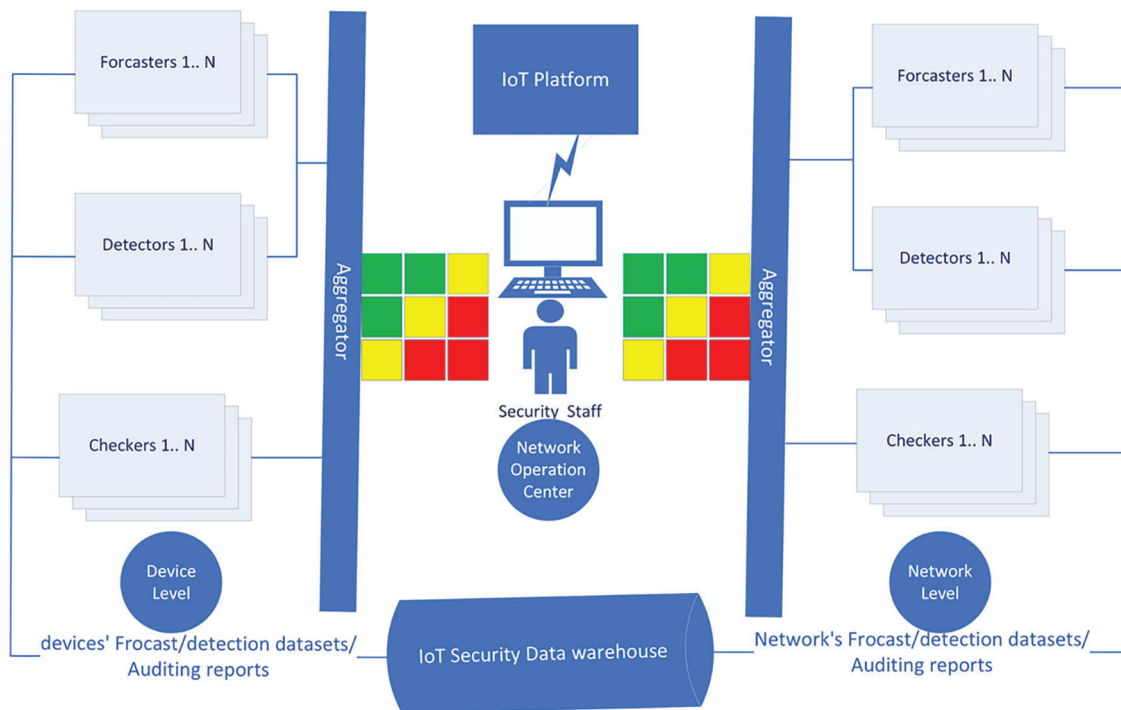 Forcasters 1.. N
Detectors 1.. N
Checkers 1.. N
Device
Level
devices' Frocast/detection datasets/
Auditing reports
Aggregator
IoT Platform
Security Staff
Network
Operation
Center
IoT Security Data warehouse
Aggregator
Forcasters 1.. N
Detectors 1.. N
Checkers 1.. N
Network
Level
Network's Frocast/detection datasets/
Auditing reports